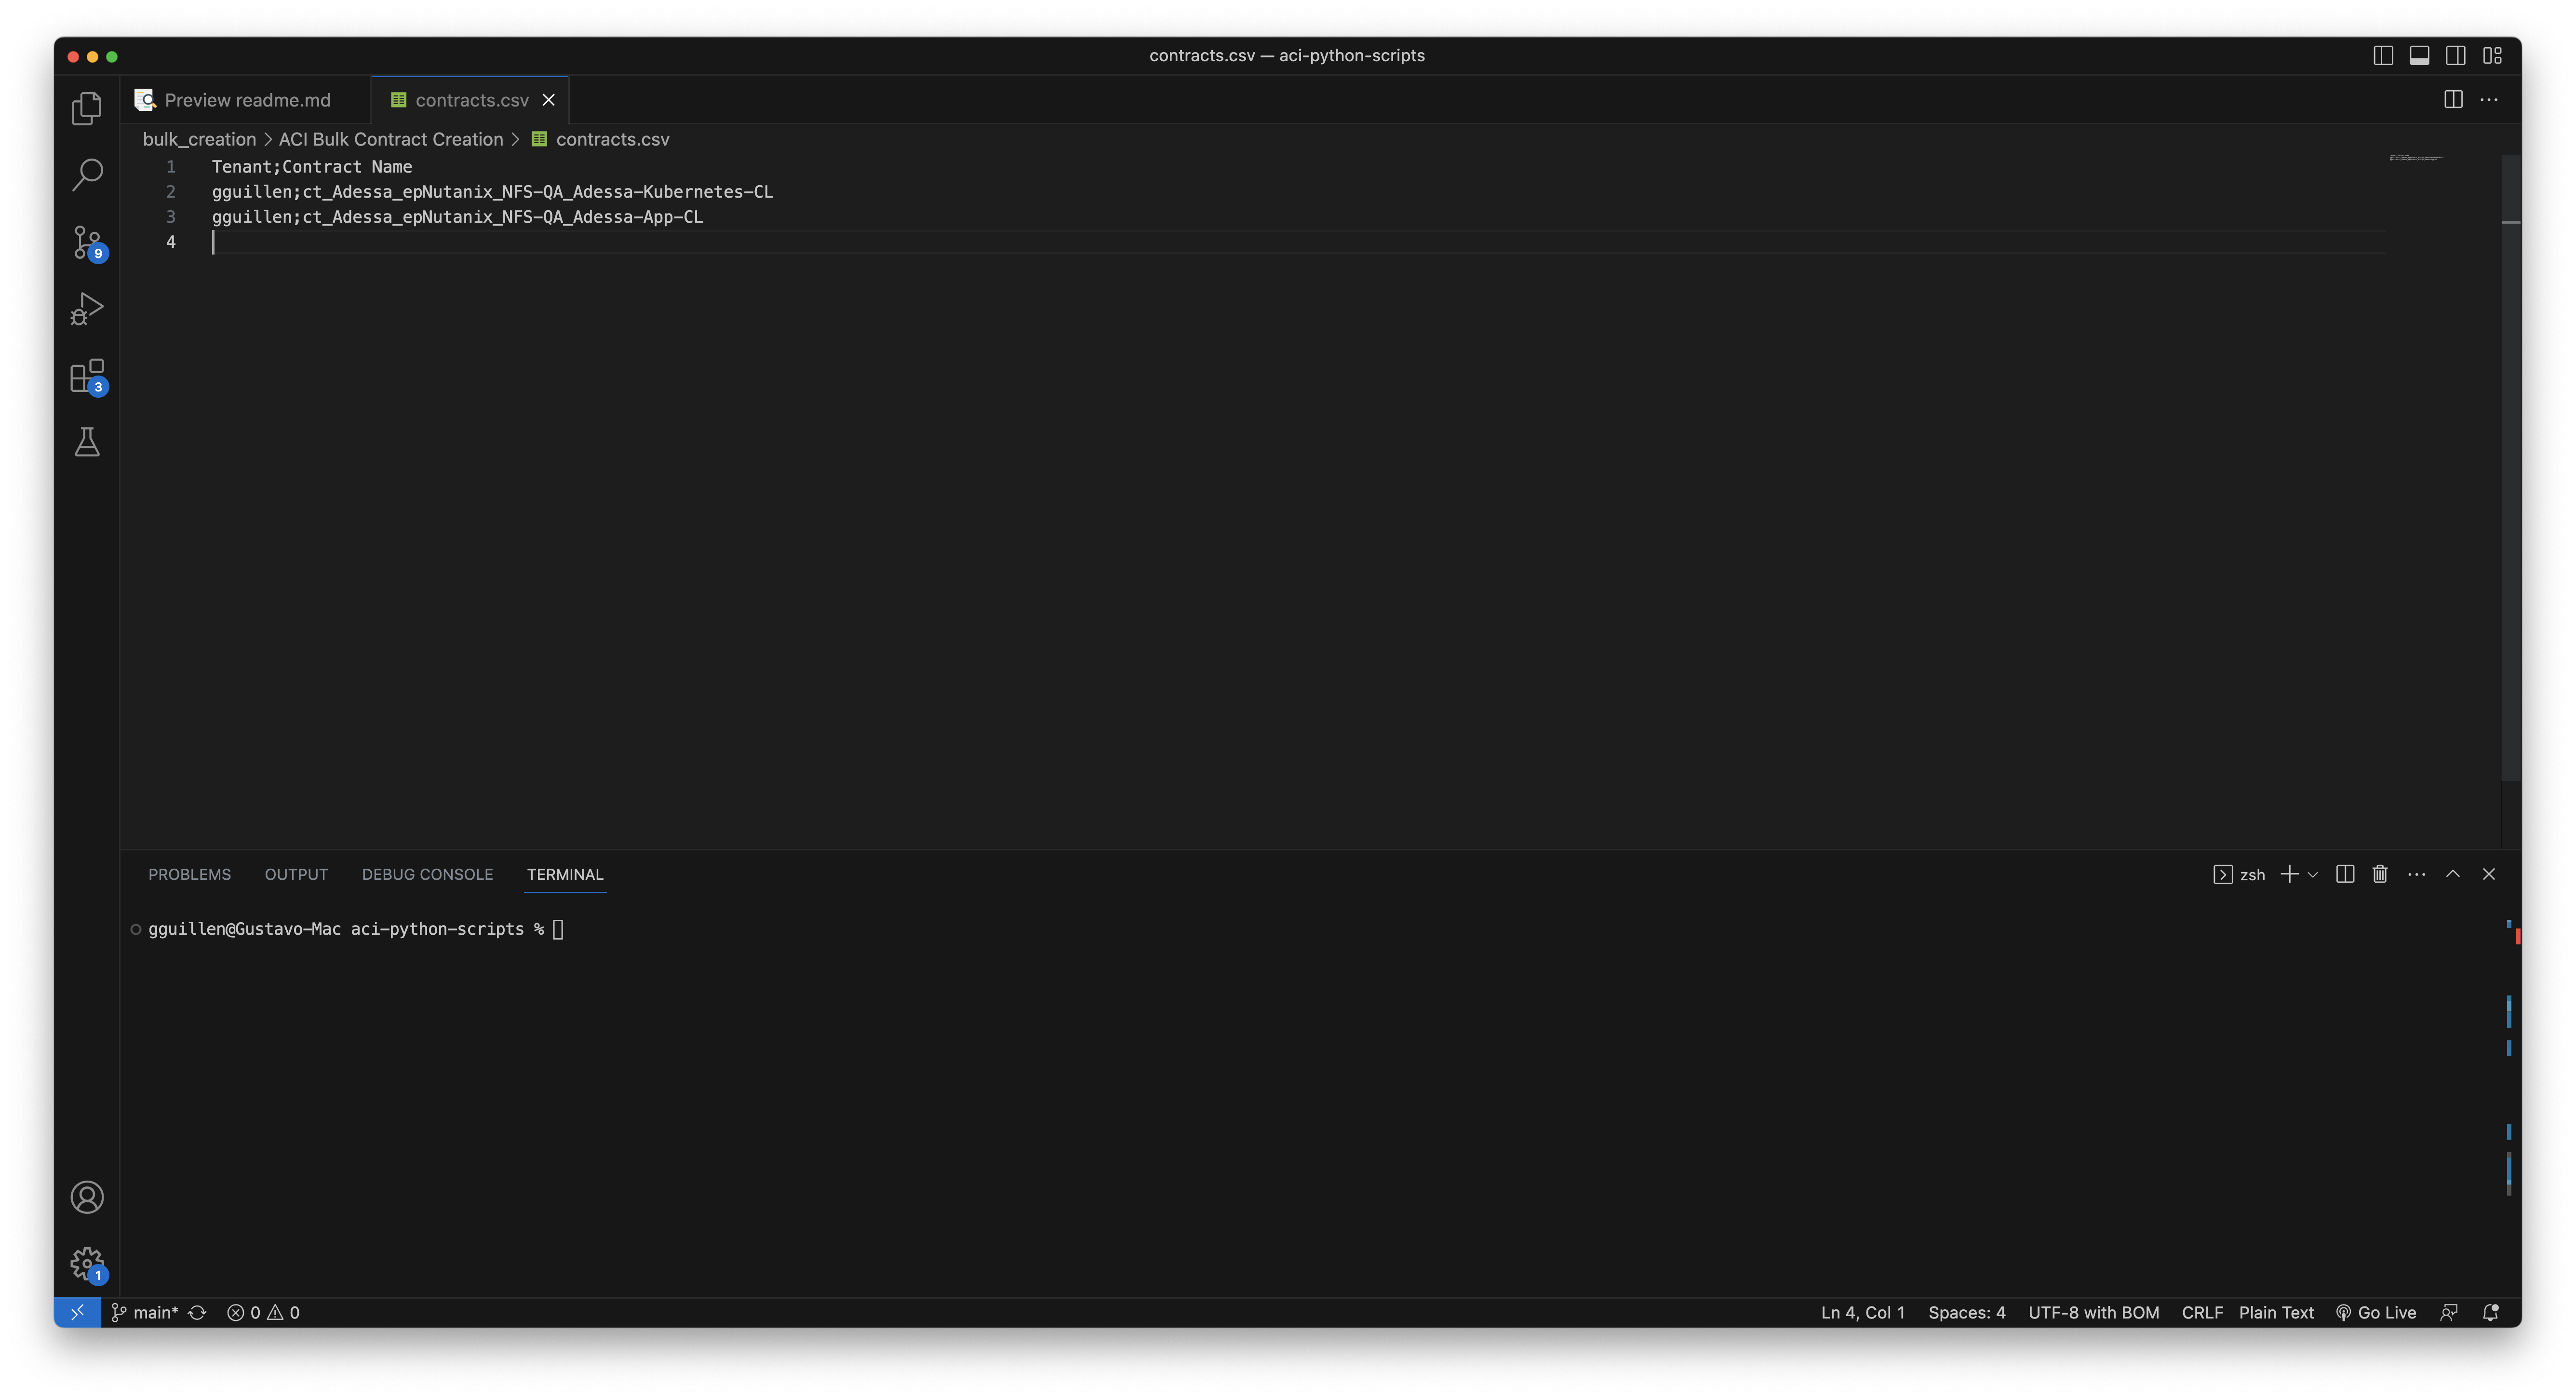 contracts.csv — aci-python-scripts
Preview readme.md
contracts.csv
bulk_creation > ACI Bulk Contract Creation > contracts.csv
1 Tenant;Contract Name
2 gguillen;ct_Adessa_epNutanix_NFS-QA_Adessa-Kubernetes-CL
3 gguillen;ct_Adessa_epNutanix_NFS-QA_Adessa-App-CL
4
9
3
PROBLEMS OUTPUT DEBUG CONSOLE TERMINAL zsh
gguillen@Gustavo-Mac aci-python-scripts %
1
main* 0 0 Ln 4, Col 1 Spaces: 4 UTF-8 with BOM CRLF Plain Text Go Live